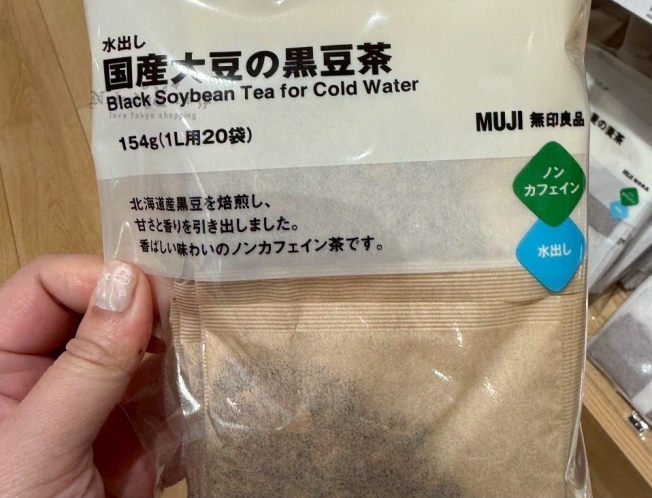 水出し
国産大豆の黒豆茶
Black Soybean Tea for Cold Water
love tokyo shopping
154g(1L用20袋)
MUJI 無印良品
ノン
カフェイン
水出し
北海道産黒豆を焙煎し、
甘さと香りを引き出しました。
香ばしい味わいのノンカフェイン茶です。